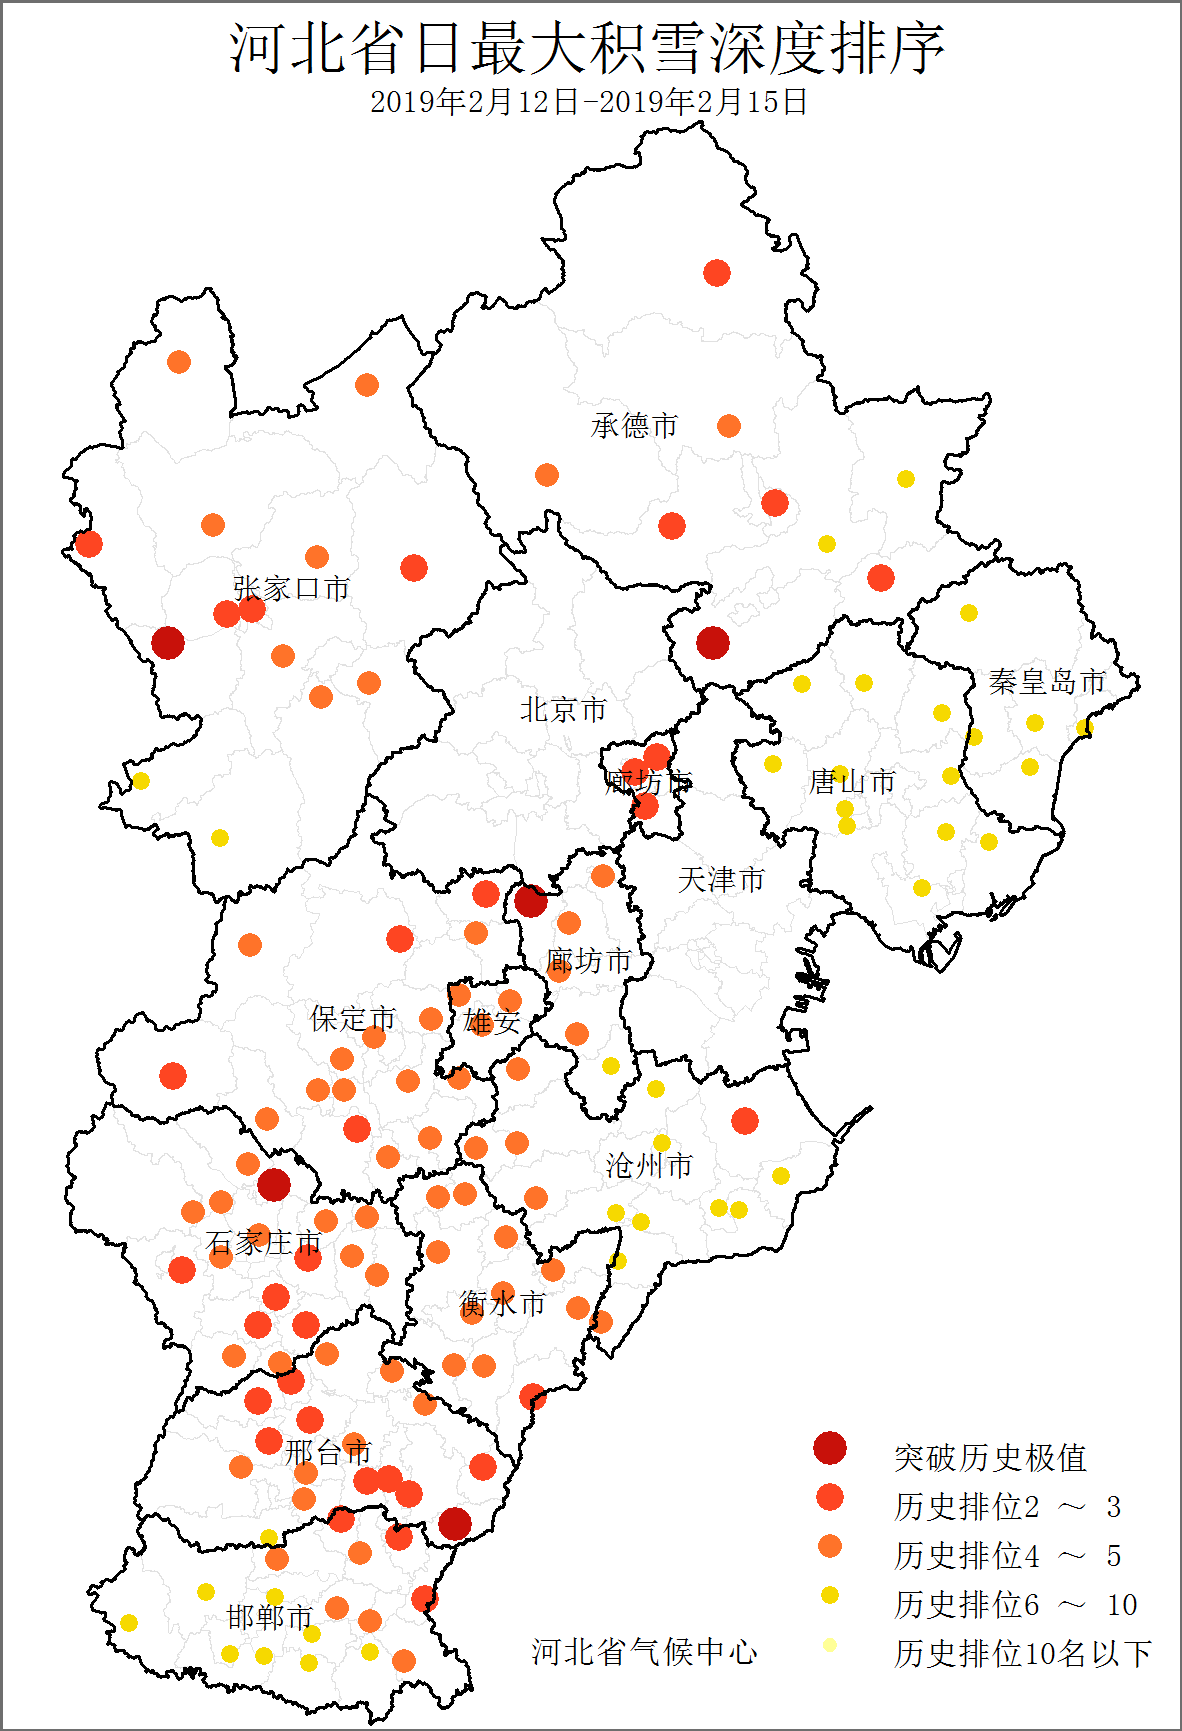 河北省日最大积雪深度排序
2019年2月12日-2019年2月15日
承德市
张家口市
秦皇岛市
北京市
廊坊市
唐山市
天津市
廊坊市
保定市
雄安
沧州市
石家庄市
衡水市
邢台市
邯郸市
突破历史极值
历史排位2 ～ 3
历史排位4 ～ 5
历史排位6 ～ 10
历史排位10名以下
河北省气候中心